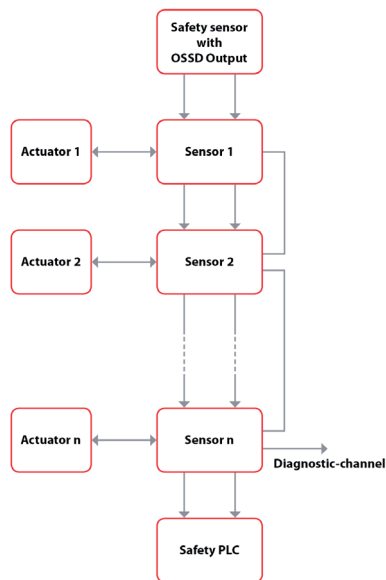 Safety sensor
with
OSSD Output
Actuator 1
Sensor 1
Actuator 2
Sensor 2
Actuator n
Sensor n
Diagnostic-channel
Safety PLC